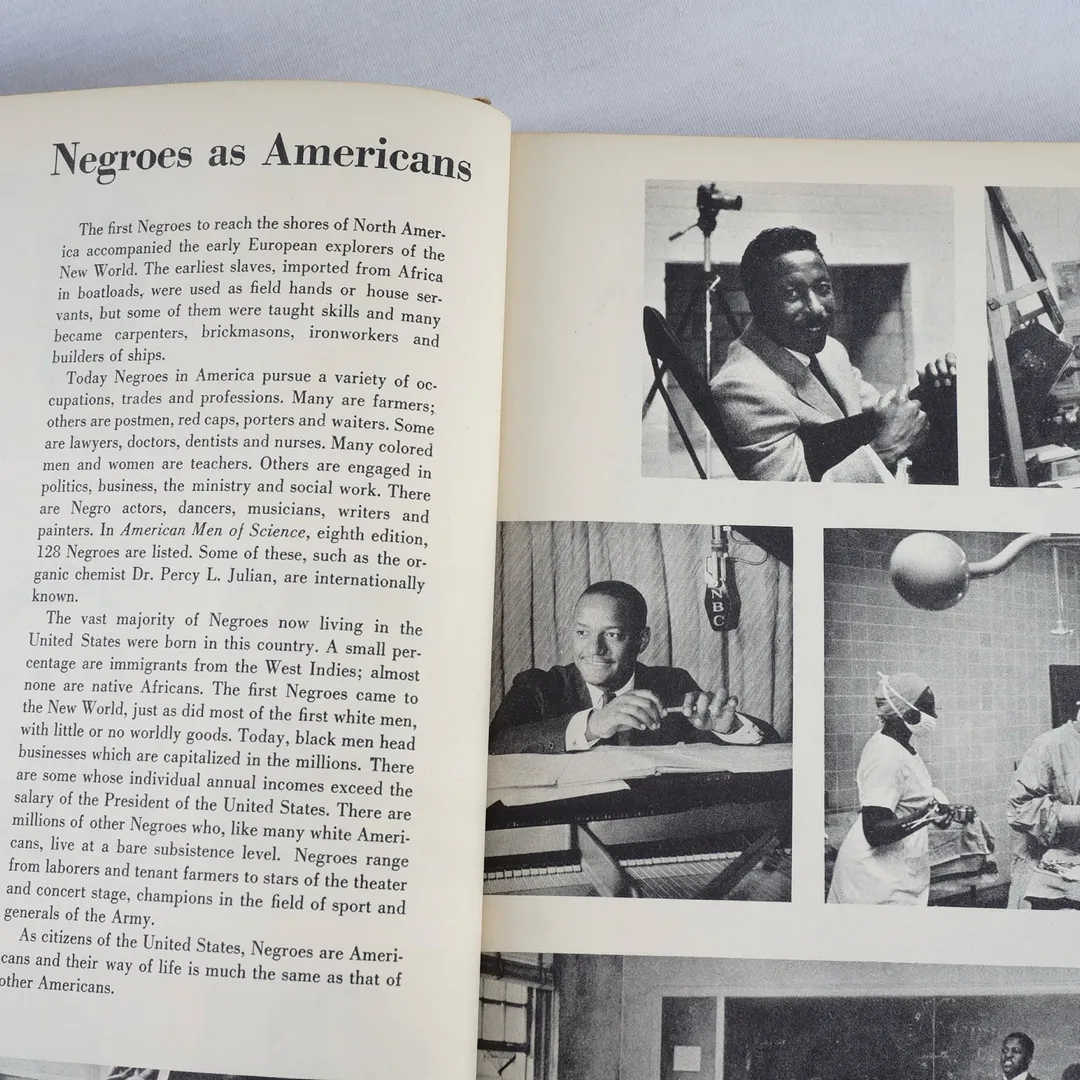 Negroes as Americans
The first Negroes to reach the shores of North Amer-
ica accompanied the early European explorers of the
New World. The earliest slaves, imported from Africa
in boatloads, were used as field hands or house ser-
vants, but some of them were taught skills and many
became carpenters, brickmasons, ironworkers and
builders of ships.
Today Negroes in America pursue a variety of oc-
cupations, trades and professions. Many are farmers;
others are postmen, red caps, porters and waiters. Some
are lawyers, doctors, dentists and nurses. Many colored
men and women are teachers. Others are engaged in
politics, business, the ministry and social work. There
are Negro actors, dancers, musicians, writers and
painters. In American Men of Science, eighth edition,
128 Negroes are listed. Some of these, such as the or-
ganic chemist Dr. Percy L. Julian, are internationally
known.
The vast majority of Negroes now living in the
United States were born in this country. A small per-
centage are immigrants from the West Indies; almost
none are native Africans. The first Negroes came to
the New World, just as did most of the first white men,
with little or no worldly goods. Today, black men head
businesses which are capitalized in the millions. There
are some whose individual annual incomes exceed the
salary of the President of the United States. There are
millions of other Negroes who, like many white Ameri-
cans, live at a bare subsistence level. Negroes range
from laborers and tenant farmers to stars of the theater
and concert stage, champions in the field of sport and
generals of the Army.
As citizens of the United States, Negroes are Ameri-
cans and their way of life is much the same as that of
other Americans.
NBC